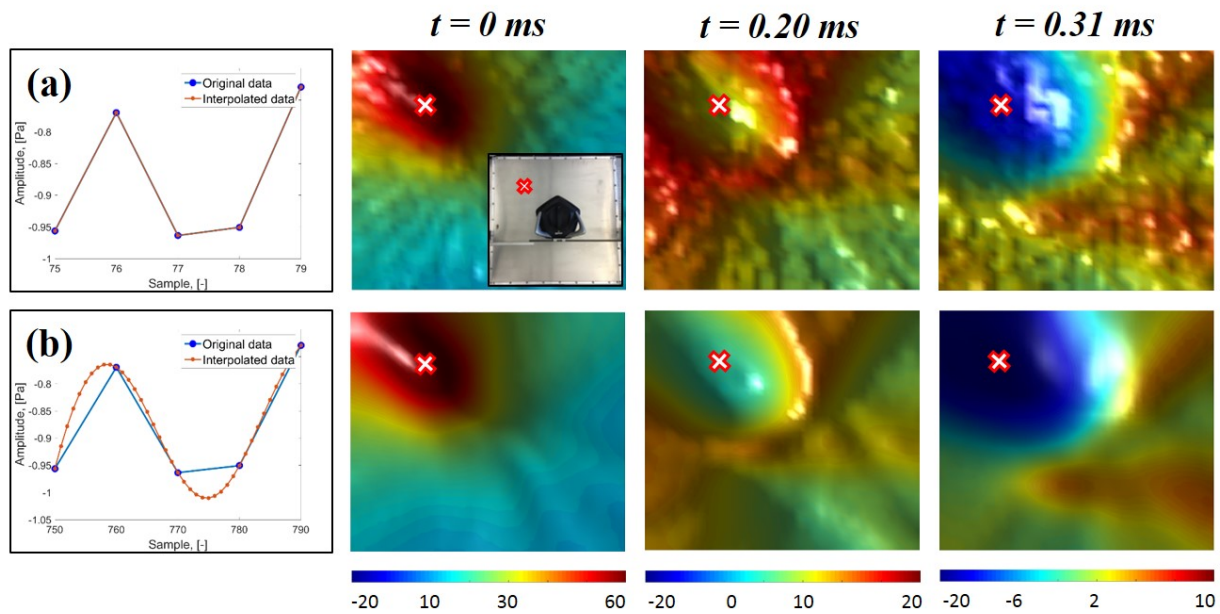 t = 0 ms t = 0.20 ms t = 0.31 ms
(a)
Original data
Interpolated data
Amplitude, [Pa]
-0.8
-0.85
-0.9
-0.95
-1
75 76 77 78 79
Sample, [-]
(b)
Original data
Interpolated data
Amplitude, [Pa]
-0.8
-0.85
-0.9
-0.95
-1
-1.05
750 760 770 780 790
Sample, [-]
-20 10 30 60 -20 0 10 20 -20 -6 2 10